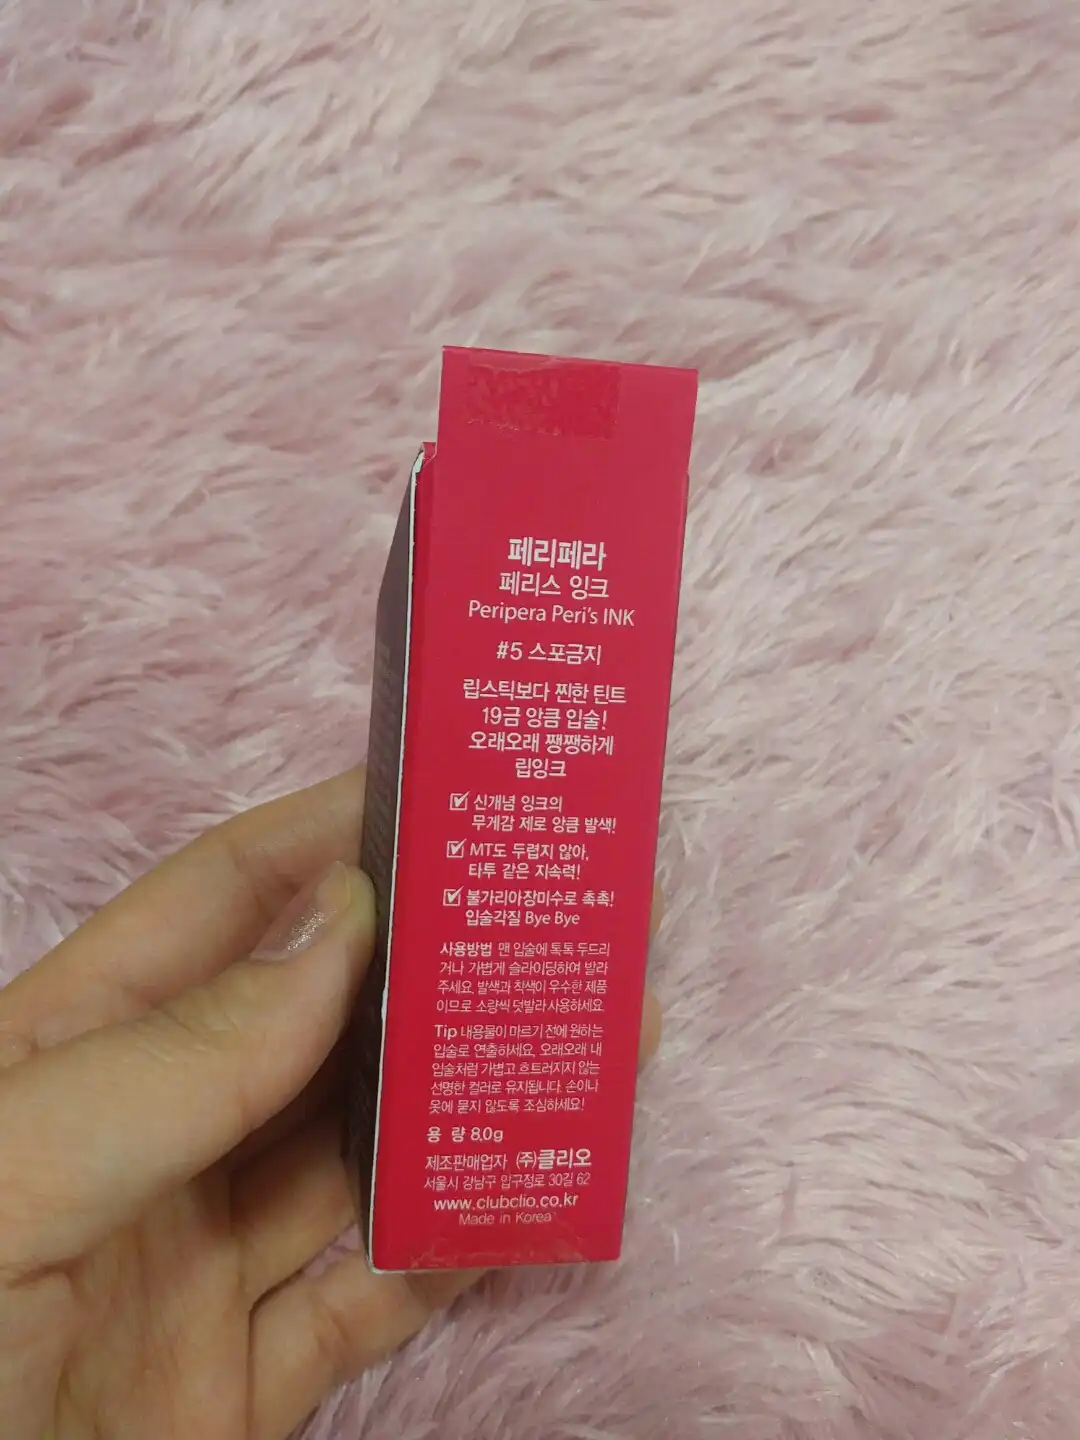 페리페라
페리스 잉크
Peripera Peri's INK
#5 스포금지
립스틱보다 찐한 틴트
19금 앙큼 입술!
오래오래 쨍쨍하게
립잉크
☑ 신개념 잉크의
무게감 제로 앙큼 발색!
☑ MT도 두렵지 않아,
타투 같은 지속력!
☑ 불가리아장미수로 촉촉!
입술각질 Bye Bye
사용방법 맨 입술에 톡톡 두드리
거나 가볍게 슬라이딩하여 발라
주세요. 발색과 착색이 우수한 제품
이므로 소량씩 덧발라 사용하세요.
Tip 내용물이 마르기 전에 원하는
입술로 연출하세요. 오래오래 내
입술처럼 가볍고 흐트러지지 않는
선명한 컬러로 유지됩니다. 손이나
옷에 묻지 않도록 조심하세요!
용 량 8.0g
제조판매업자 (주)클리오
서울시 강남구 압구정로 30길 62
www.clubclio.co.kr
Made in Korea